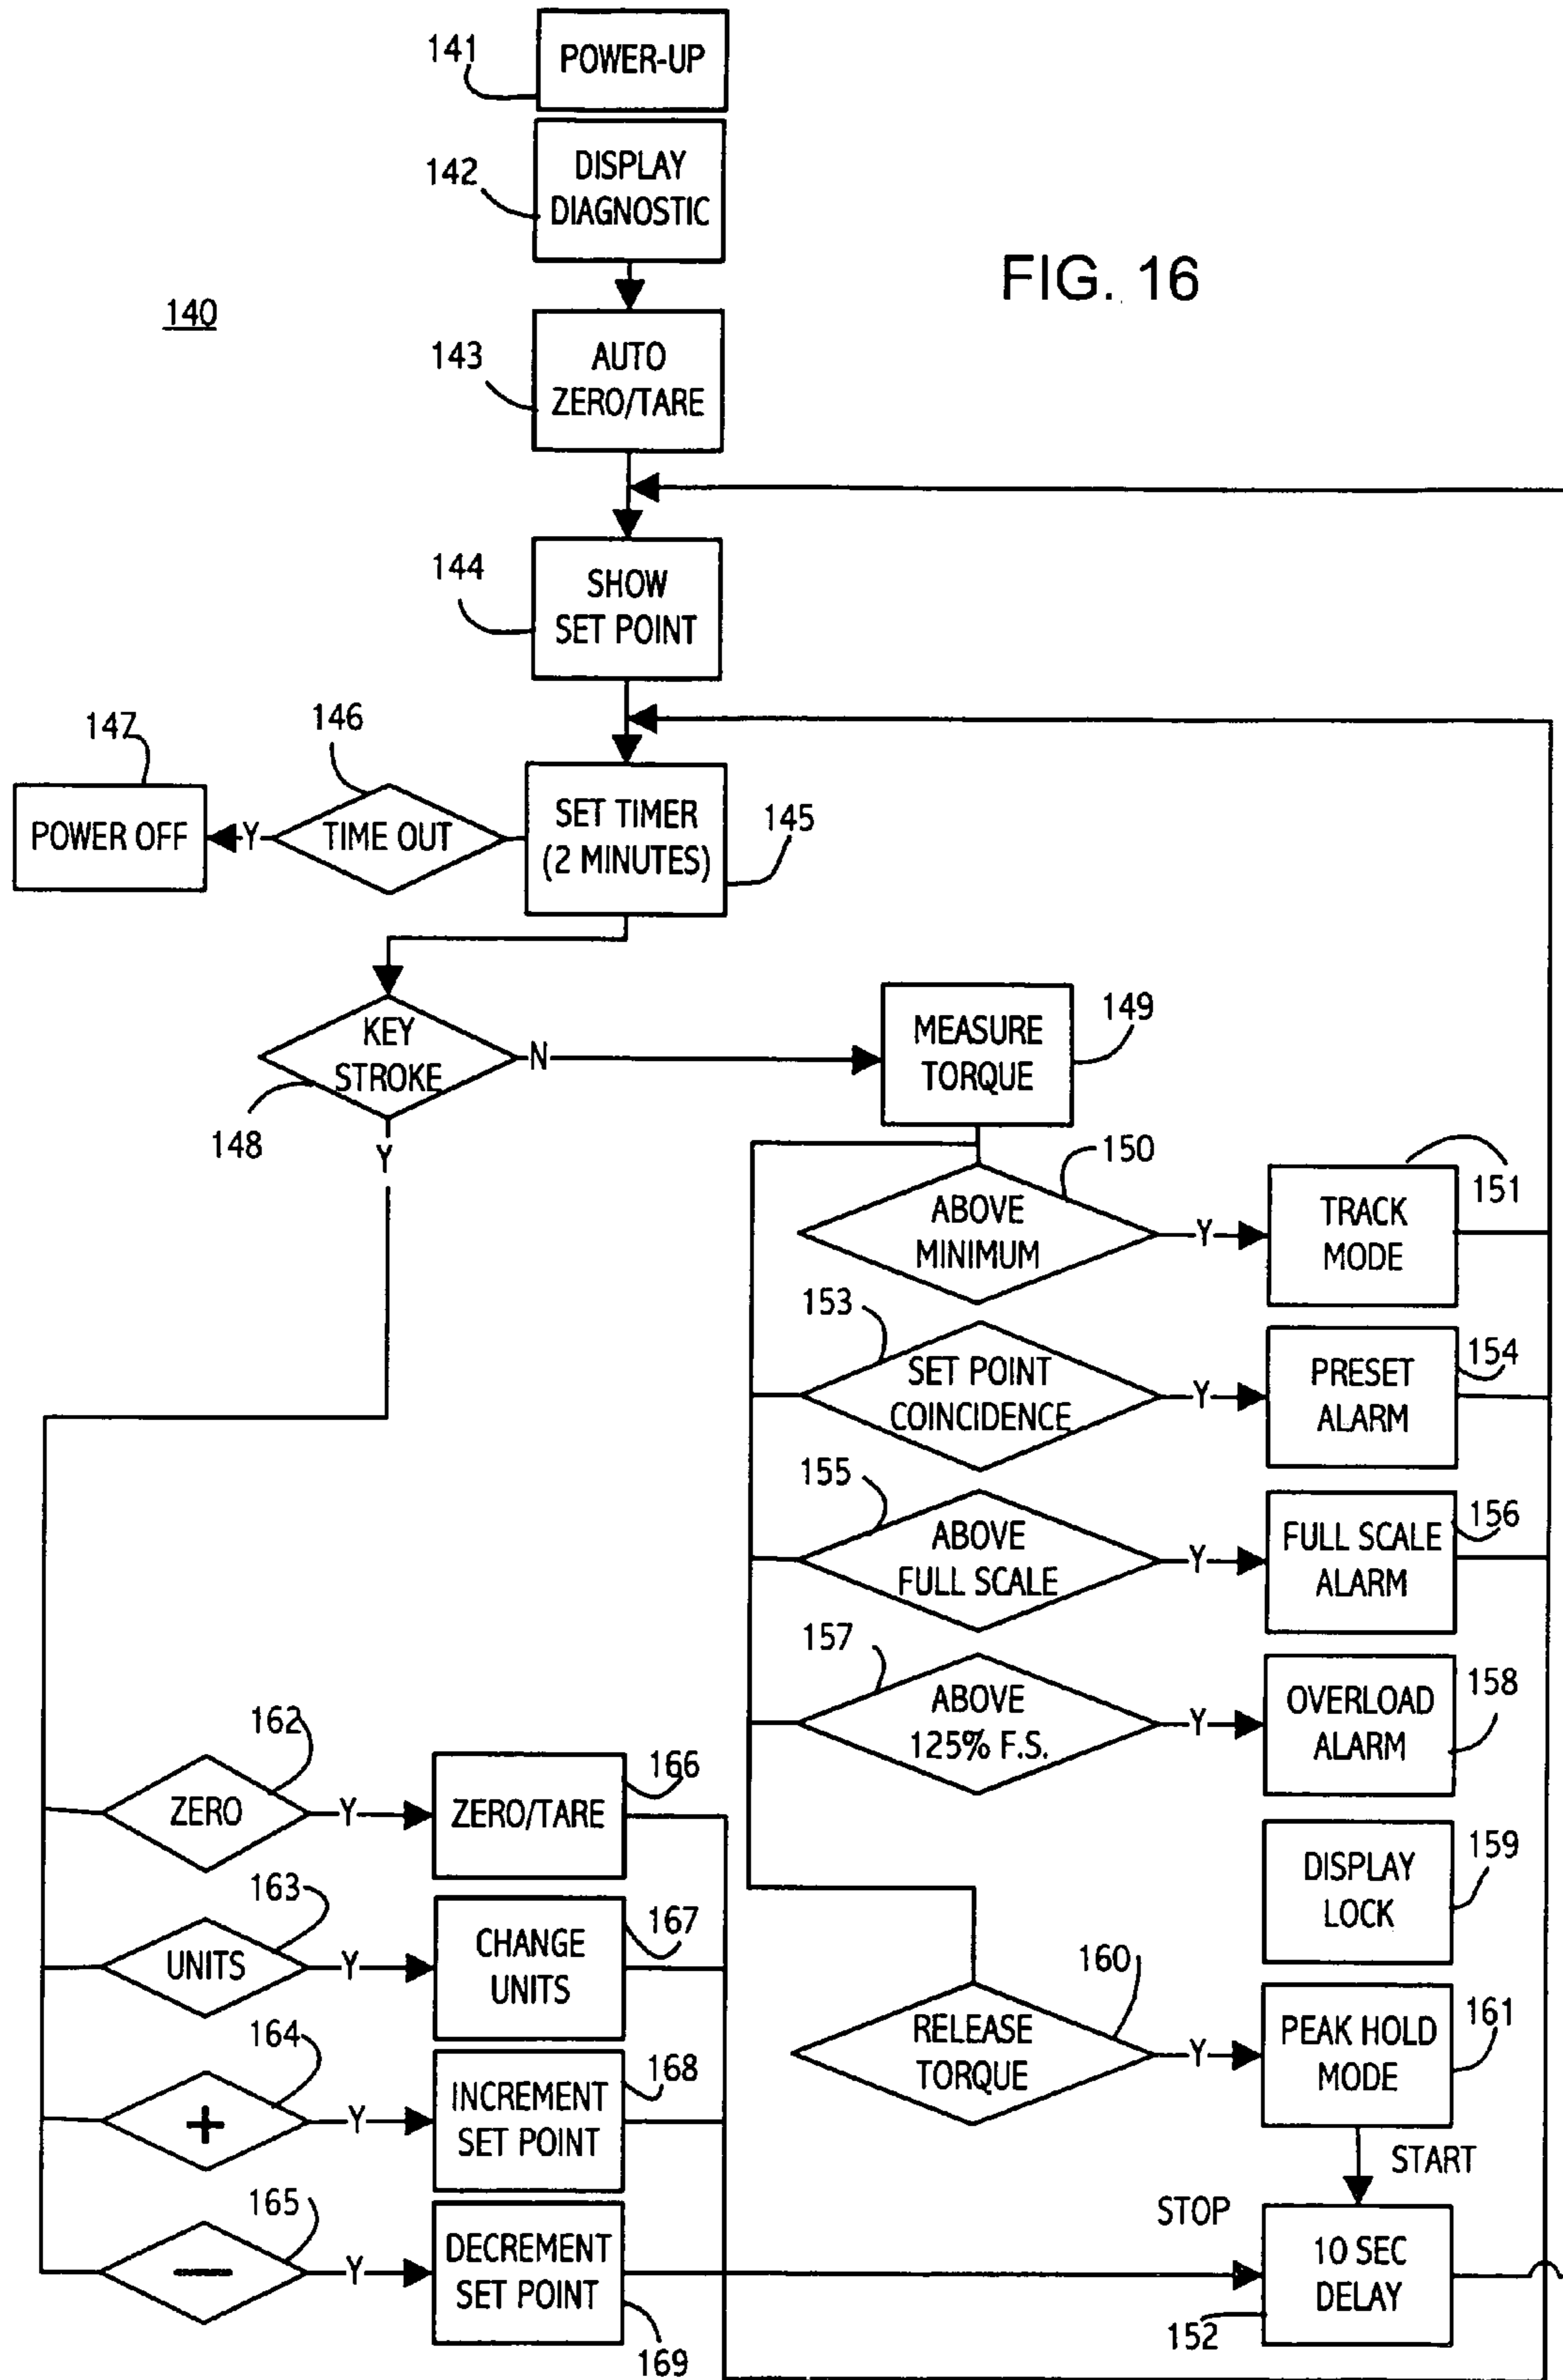 141
POWER-UP
142
DISPLAY
DIAGNOSTIC
FIG. 16
140
143
AUTO
ZERO/TARE
144
SHOW
SET POINT
147
146
POWER OFF
Y
TIME OUT
SET TIMER
(2 MINUTES)
145
KEY
STROKE
N
148
Y
MEASURE
TORQUE
149
150
ABOVE
MINIMUM
Y
TRACK
MODE
151
153
SET POINT
COINCIDENCE
Y
PRESET
ALARM
154
155
ABOVE
FULL SCALE
Y
FULL SCALE
ALARM
156
157
ABOVE
125% F.S.
Y
OVERLOAD
ALARM
158
DISPLAY
LOCK
159
160
RELEASE
TORQUE
Y
PEAK HOLD
MODE
161
START
STOP
10 SEC
DELAY
152
162
ZERO
Y
ZERO/TARE
166
163
UNITS
Y
CHANGE
UNITS
167
164
+
Y
INCREMENT
SET POINT
168
165
—
Y
DECREMENT
SET POINT
169